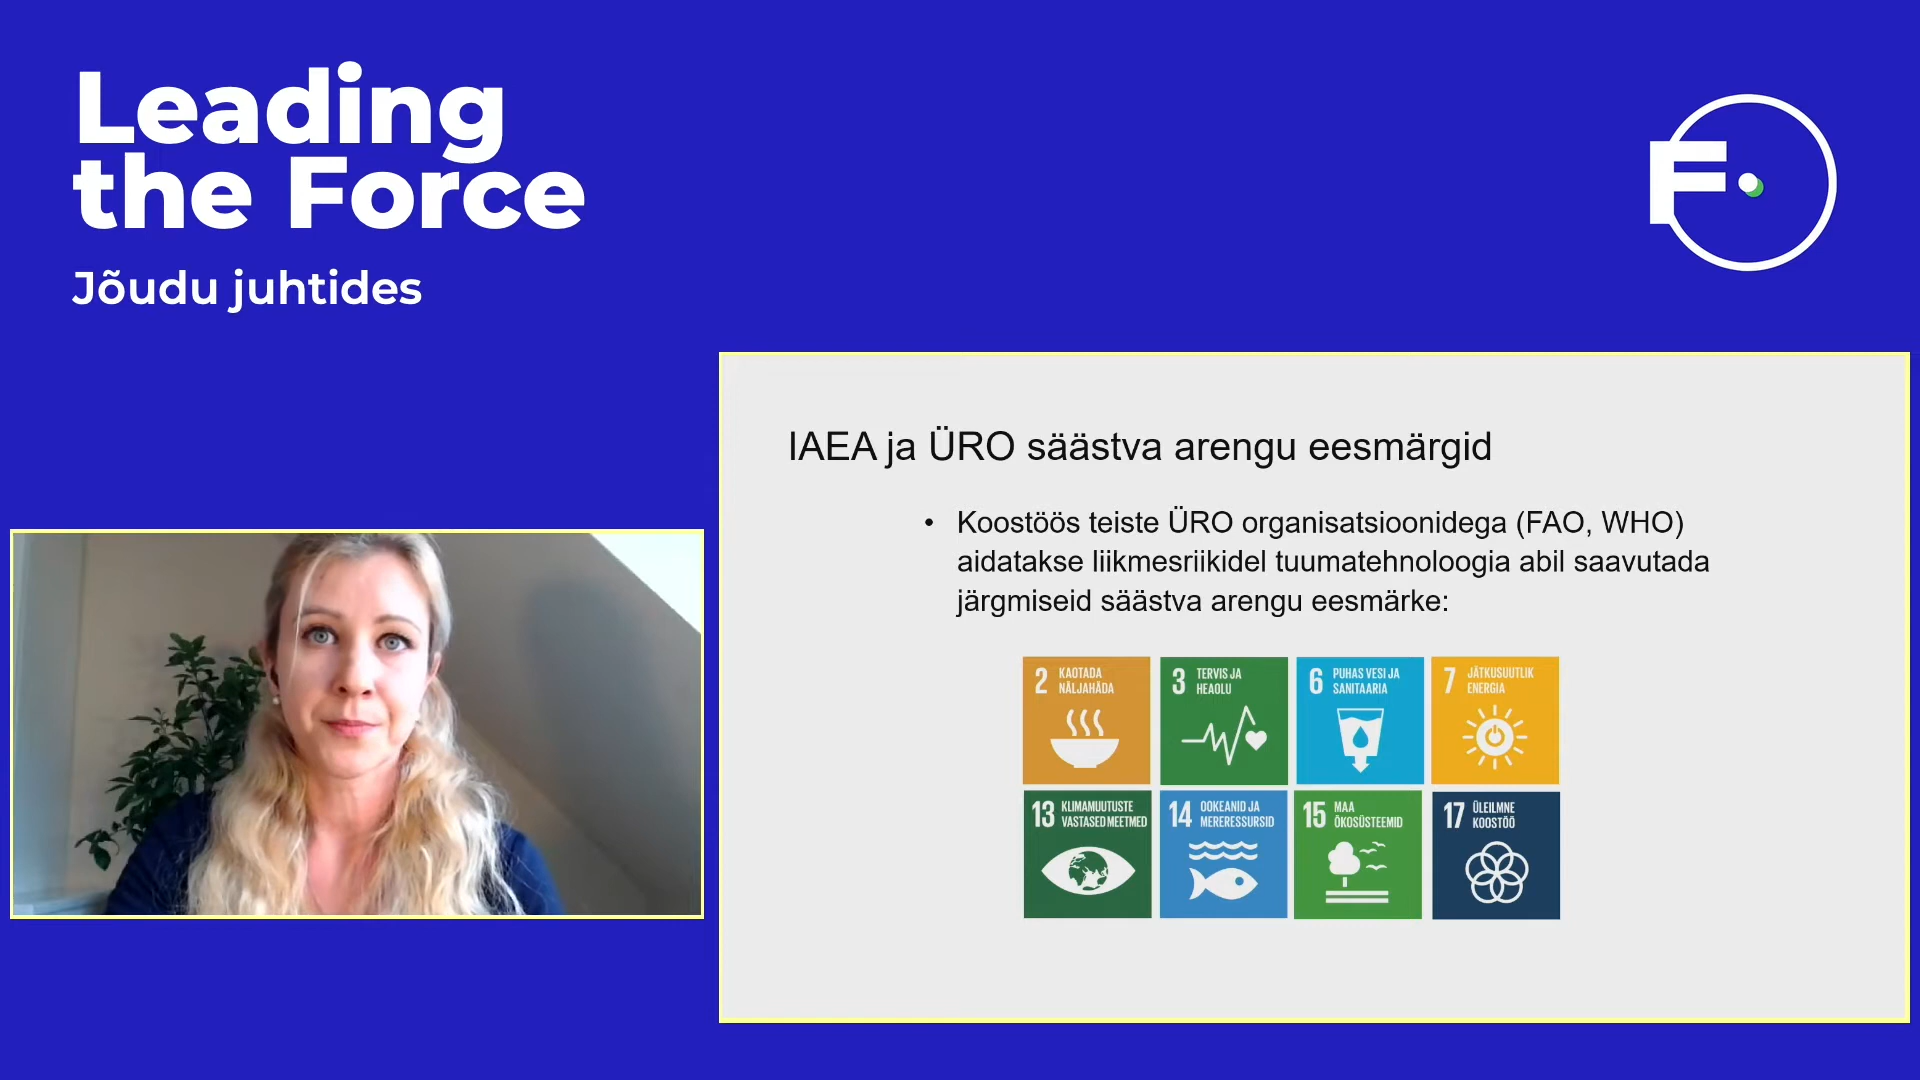 Leading
the Force
Jõudu juhtides
F
IAEA ja ÜRO säästva arengu eesmärgid
• Koostöös teiste ÜRO organisatsioonidega (FAO, WHO)
aidatakse liikmesriikidel tuumatehnoloogia abil saavutada
järgmiseid säästva arengu eesmärke:
2 KAOTADA
NÄLJAHÄDA
3 TERVIS JA
HEAOLU
6 PUHAS VESI JA
SANITAARIA
7 JÄTKUSUUTLIK
ENERGIA
13 KLIIMAMUUTUSTE
VASTASED MEETMED
14 OOKEANID JA
MERERESSURSID
15 MAA
ÖKOSÜSTEEMID
17 ÜLEILMNE
KOOSTÖÖ